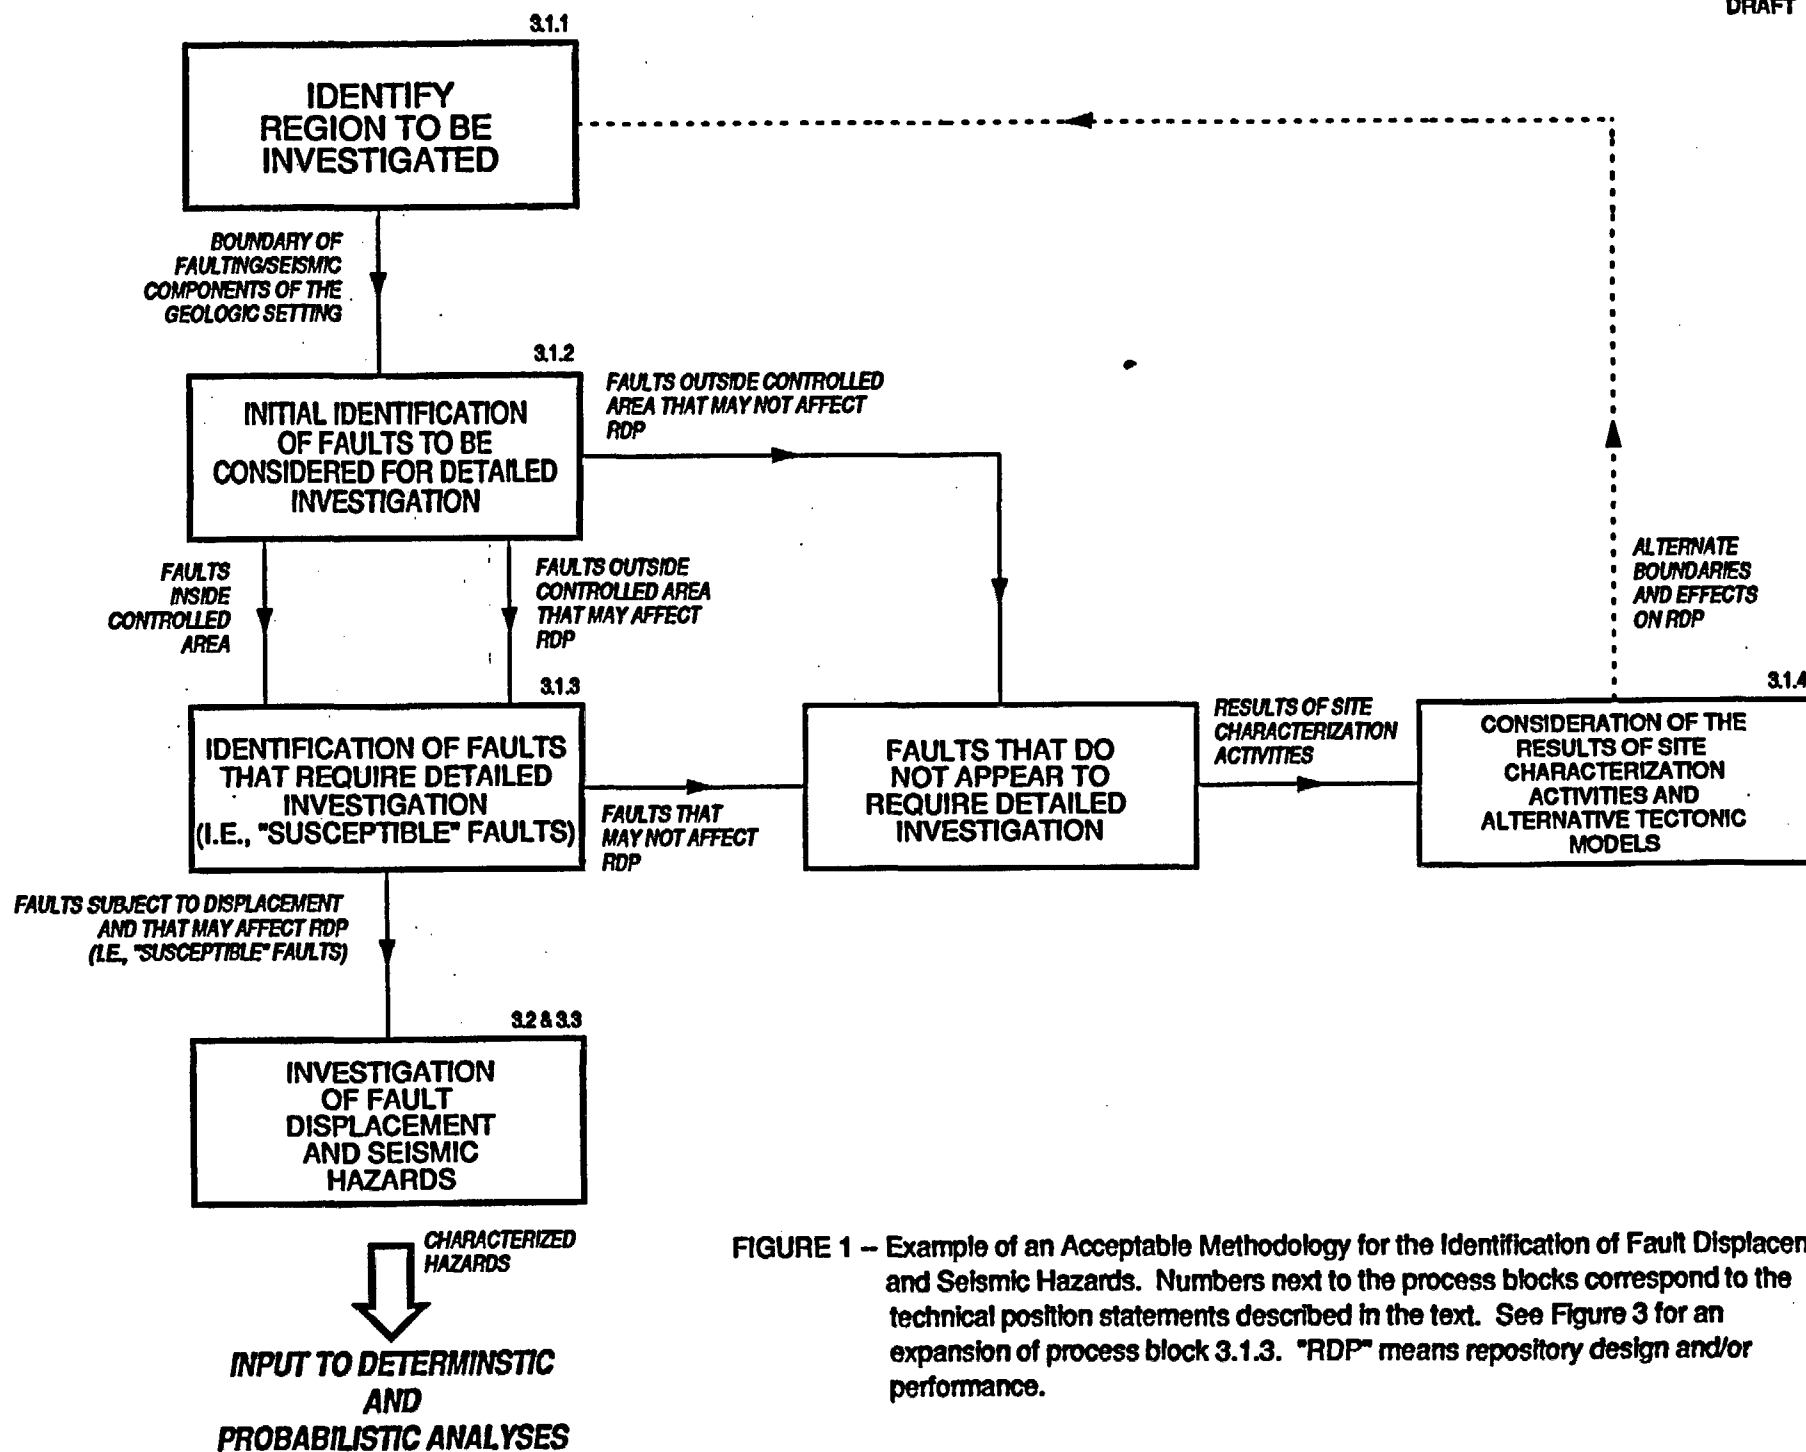 DRAFT
3.1.1
IDENTIFY
REGION TO BE
INVESTIGATED
BOUNDARY OF
FAULTING/SEISMIC
COMPONENTS OF THE
GEOLOGIC SETTING
3.1.2
INITIAL IDENTIFICATION
OF FAULTS TO BE
CONSIDERED FOR DETAILED
INVESTIGATION
FAULTS OUTSIDE CONTROLLED
AREA THAT MAY NOT AFFECT
RDP
FAULTS
INSIDE
CONTROLLED
AREA
FAULTS OUTSIDE
CONTROLLED AREA
THAT MAY AFFECT
RDP
ALTERNATE
BOUNDARIES
AND EFFECTS
ON RDP
3.1.3
IDENTIFICATION OF FAULTS
THAT REQUIRE DETAILED
INVESTIGATION
(I.E., "SUSCEPTIBLE" FAULTS)
FAULTS THAT
MAY NOT AFFECT
RDP
FAULTS THAT DO
NOT APPEAR TO
REQUIRE DETAILED
INVESTIGATION
RESULTS OF SITE
CHARACTERIZATION
ACTIVITIES
3.1.4
CONSIDERATION OF THE
RESULTS OF SITE
CHARACTERIZATION
ACTIVITIES AND
ALTERNATIVE TECTONIC
MODELS
FAULTS SUBJECT TO DISPLACEMENT
AND THAT MAY AFFECT RDP
(I.E., "SUSCEPTIBLE" FAULTS)
3.2 & 3.3
INVESTIGATION
OF FAULT
DISPLACEMENT
AND SEISMIC
HAZARDS
CHARACTERIZED
HAZARDS
INPUT TO DETERMINSTIC
AND
PROBABILISTIC ANALYSES
FIGURE 1 -- Example of an Acceptable Methodology for the Identification of Fault Displacen
and Seismic Hazards. Numbers next to the process blocks correspond to the
technical position statements described in the text. See Figure 3 for an
expansion of process block 3.1.3. "RDP" means repository design and/or
performance.